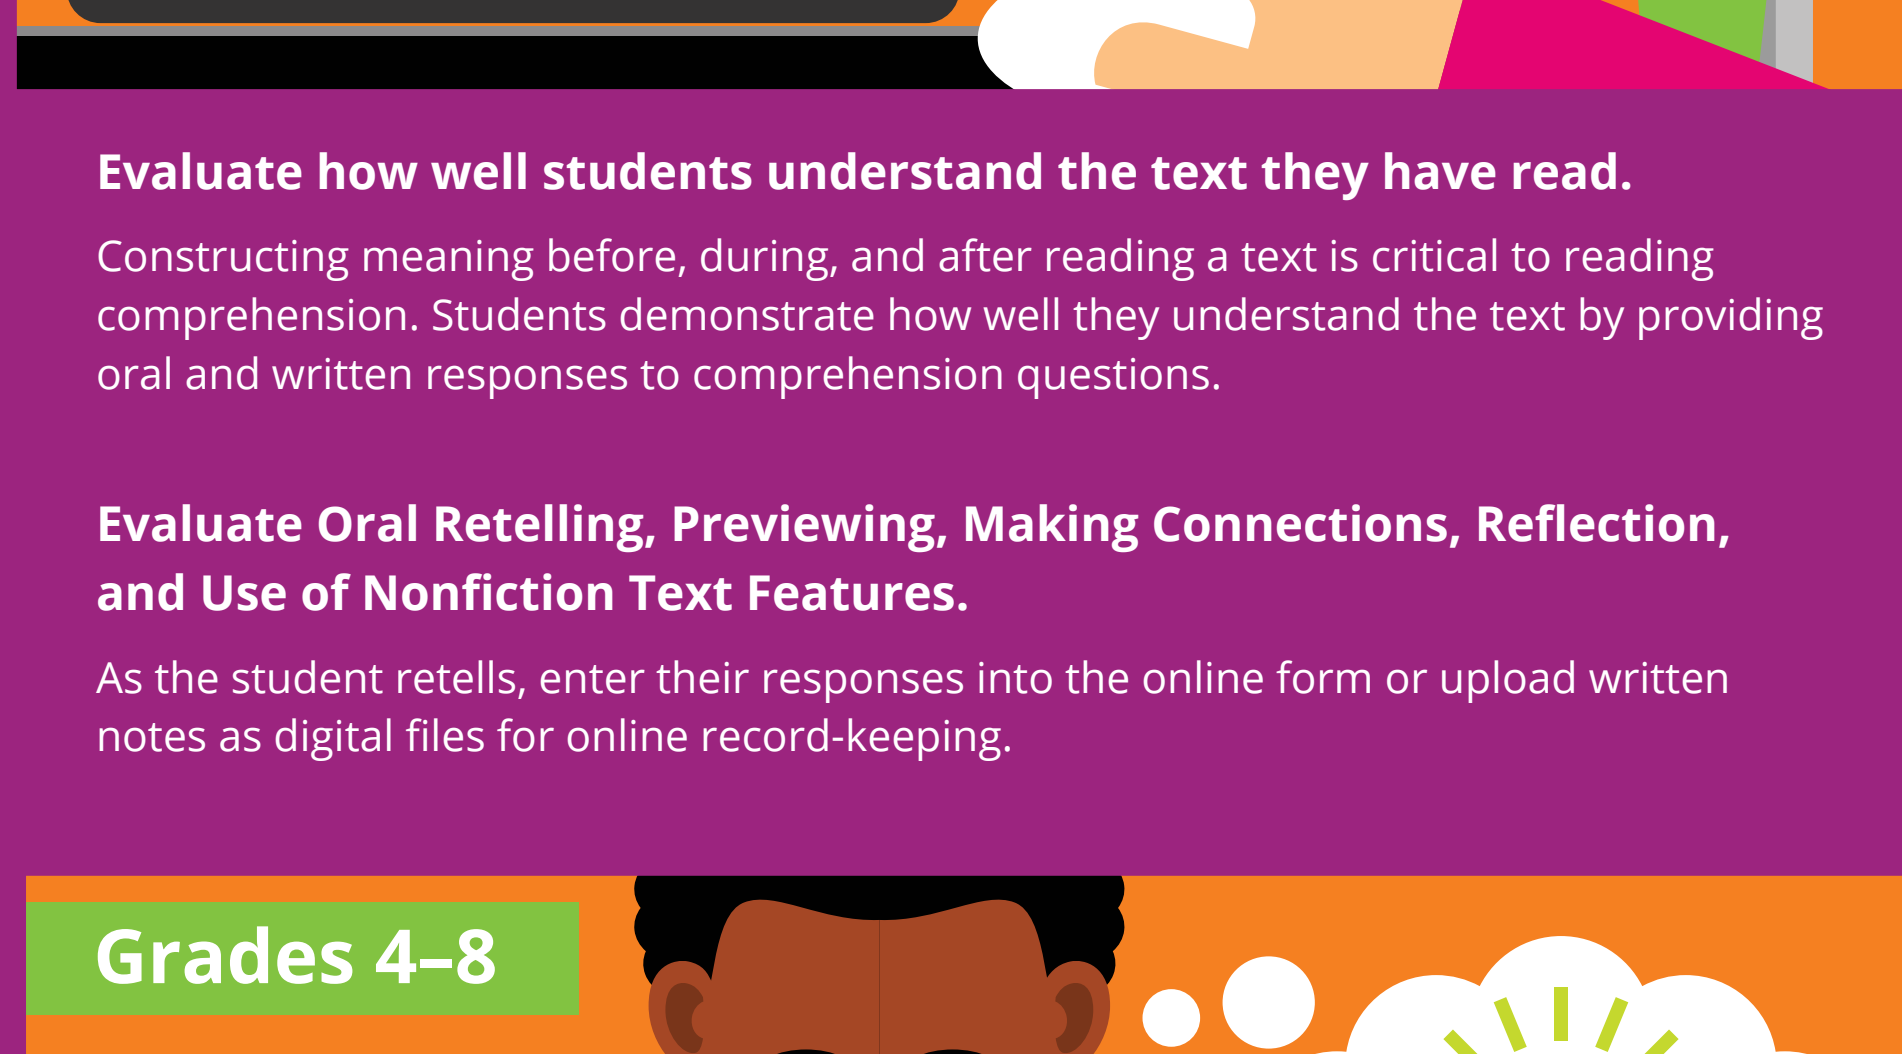 Evaluate how well students understand the text they have read.
Constructing meaning before, during, and after reading a text is critical to reading
comprehension. Students demonstrate how well they understand the text by providing
oral and written responses to comprehension questions.
Evaluate Oral Retelling, Previewing, Making Connections, Reflection,
and Use of Nonfiction Text Features.
As the student retells, enter their responses into the online form or upload written
notes as digital files for online record-keeping.
Grades 4–8